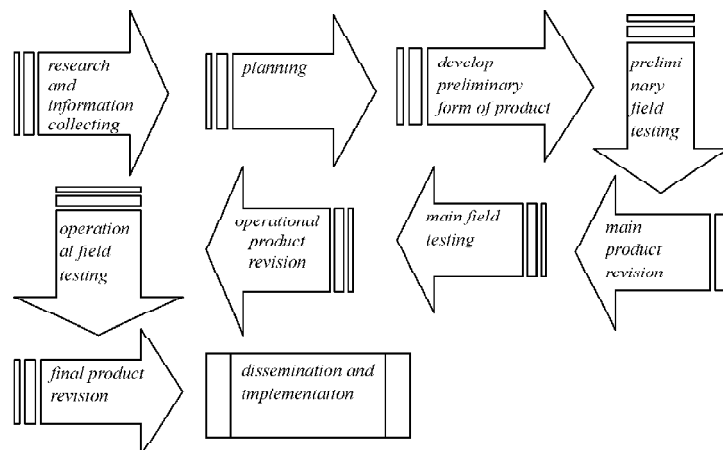 research
and
information
collecting
planning
develop
preliminary
form of product
prelimi
nary
field
testing
main
product
revision
main field
testing
operational
product
revision
operation
al field
testing
final product
revision
dissemination and
implementation